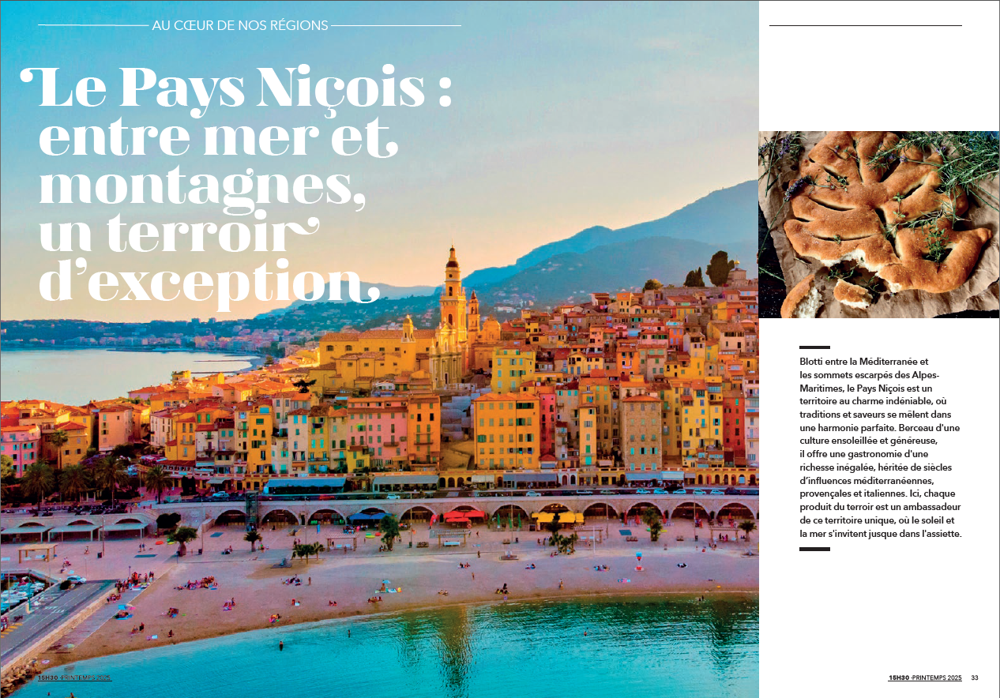 AU CŒUR DE NOS RÉGIONS
Le Pays Niçois :
entre mer et
montagnes,
un terroir
d’exception
Blotti entre la Méditerranée et
les sommets escarpés des Alpes-
Maritimes, le Pays Niçois est un
territoire au charme indéniable, où
traditions et saveurs se mêlent dans
une harmonie parfaite. Berceau d'une
culture ensoleillée et généreuse,
il offre une gastronomie d'une
richesse inégalée, héritée de siècles
d’influences méditerranéennes,
provençales et italiennes. Ici, chaque
produit du terroir est un ambassadeur
de ce territoire unique, où le soleil et
la mer s'invitent jusque dans l'assiette.
15H30 ·PRINTEMPS 2025
15H30 ·PRINTEMPS 2025 33